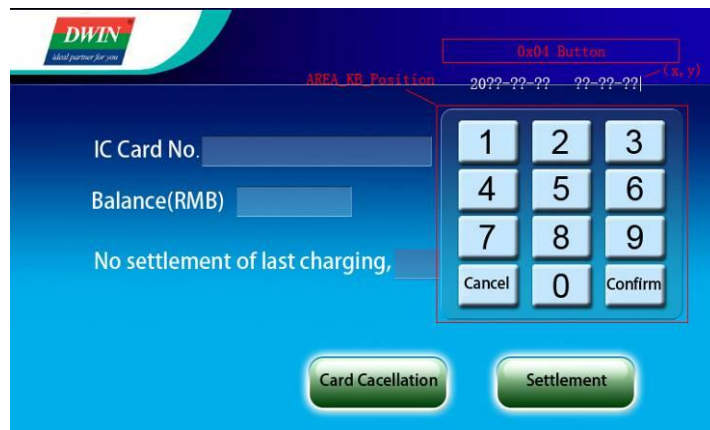 DWIN
Ideal partner for you
0x04 Button
AREA_KB_Position
20??-??-?? ??-??-??|
(x,y)
IC Card No.
1 2 3
Balance(RMB)
4 5 6
7 8 9
No settlement of last charging,
Cancel 0 Confirm
Card Cacellation Settlement